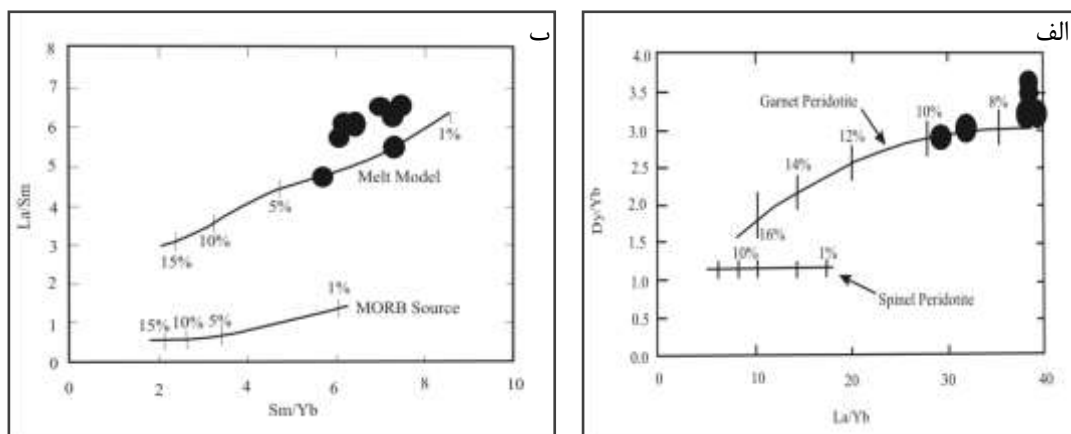 ب
8
7
6
5
4
3
2
1
0
La/Sm
1%
Melt Model
5%
10%
15%
1%
MORB Source
15% 10% 5%
0 2 4 6 8 10
Sm/Yb
الف
4.0
3.5
3.0
2.5
2.0
1.5
1.0
0.5
0.0
Dy/Yb
Garnet Peridotite
8%
10%
12%
14%
16%
10% 1%
Spinel Peridotite
0 10 20 30 40
La/Yb